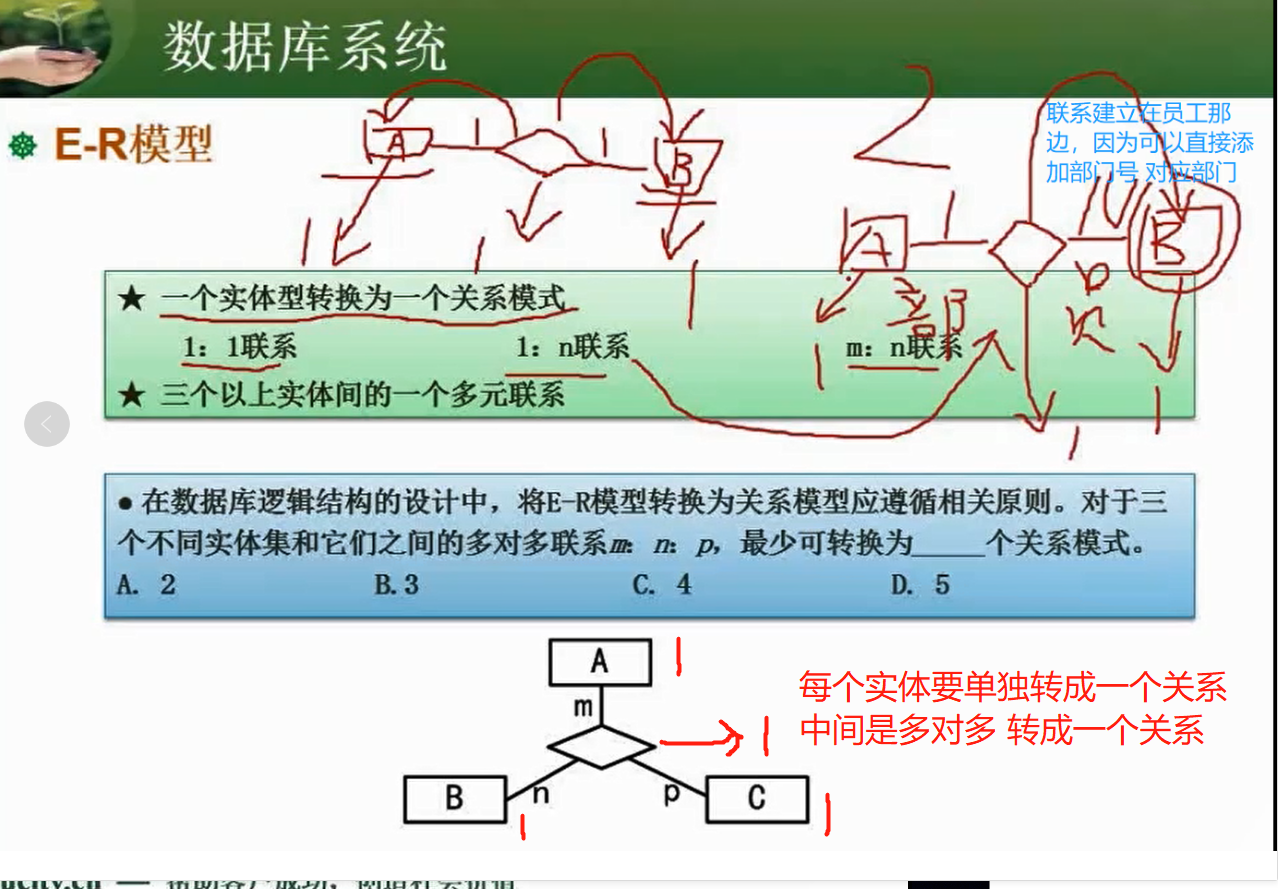 数据库系统
E-R模型
A 1 1 B
2
联系建立在员工那
边，因为可以直接添
加部门号 对应部门
A 1 N B
1 1 1
部 员
★ 一个实体型转换为一个关系模式
1：1联系 1：n联系 m：n联系
1 1 1
★ 三个以上实体间的一个多元联系
● 在数据库逻辑结构的设计中，将E-R模型转换为关系模型应遵循相关原则。对于三
个不同实体集和它们之间的多对多联系m：n：p，最少可转换为_____个关系模式。
A. 2 B. 3 C. 4 D. 5
A 1
m
每个实体要单独转成一个关系
中间是多对多 转成一个关系
1
B n p C
1 1